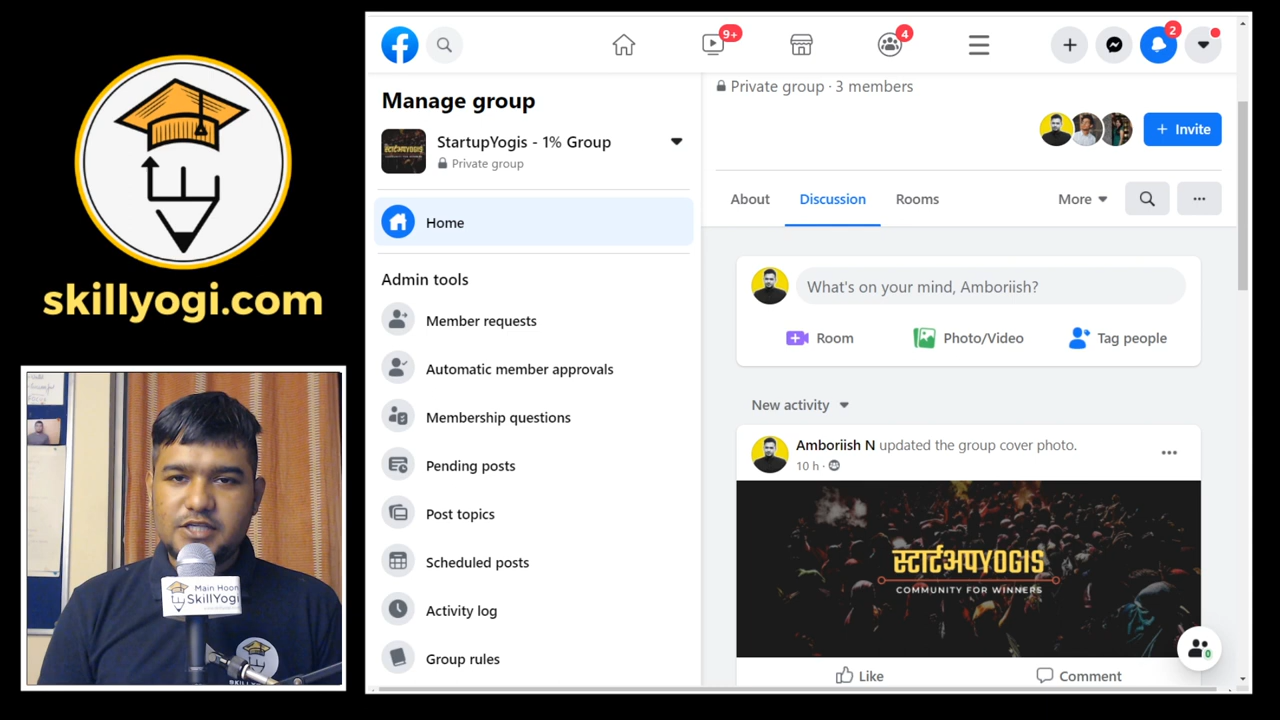 skillyogi.com
Main Hoon
SkillYogi
9+
4
2
Manage group
StartupYogis - 1% Group
Private group
Home
Admin tools
Member requests
Automatic member approvals
Membership questions
Pending posts
Post topics
Scheduled posts
Activity log
Group rules
Private group · 3 members
+ Invite
About
Discussion
Rooms
More
What's on your mind, Amboriish?
Room
Photo/Video
Tag people
New activity
Amboriish N updated the group cover photo.
10 h ·
स्टार्टअपYOGIS
COMMUNITY FOR WINNERS
0
Like
Comment